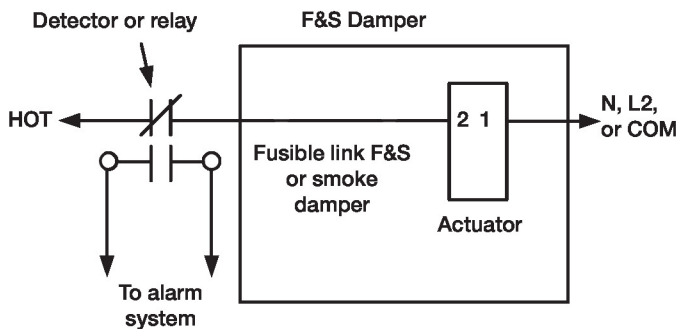 Detector or relay
F&S Damper
HOT
2 1
N, L2,
or COM
Fusible link F&S
or smoke
damper
Actuator
To alarm
system